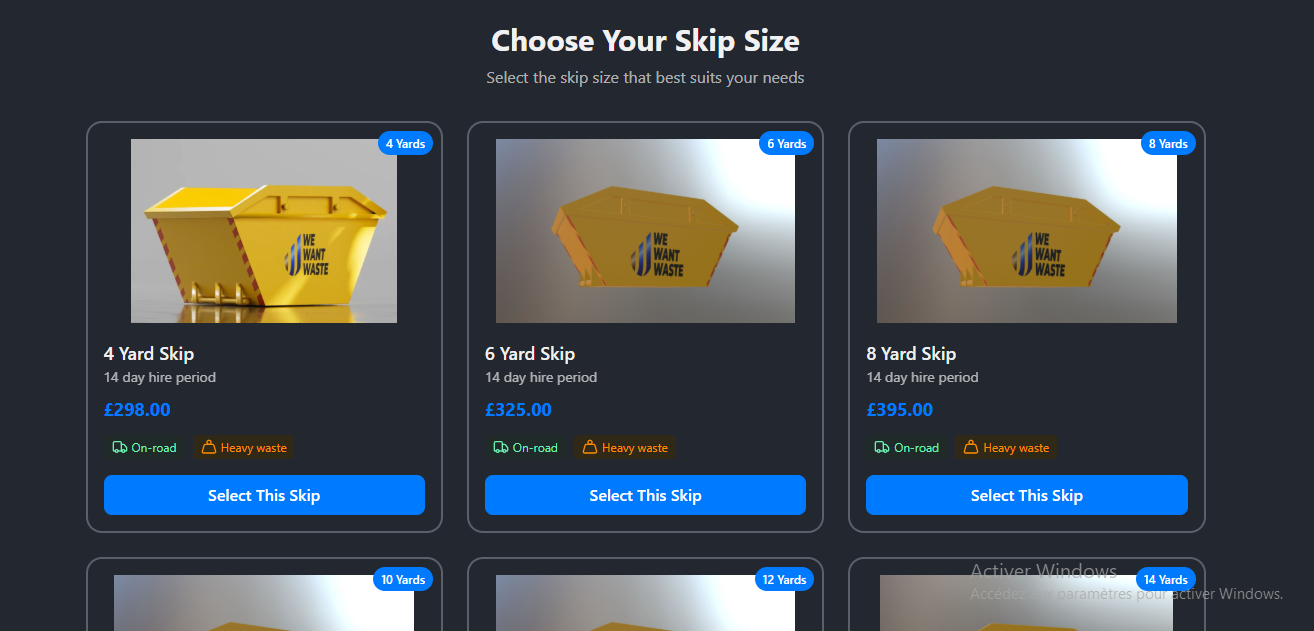 Choose Your Skip Size
Select the skip size that best suits your needs
4 Yards
WE
WANT
WASTE
4 Yard Skip
14 day hire period
£298.00
On-road
Heavy waste
Select This Skip
6 Yards
WE
WANT
WASTE
6 Yard Skip
14 day hire period
£325.00
On-road
Heavy waste
Select This Skip
8 Yards
WE
WANT
WASTE
8 Yard Skip
14 day hire period
£395.00
On-road
Heavy waste
Select This Skip
10 Yards
12 Yards
14 Yards
Activer Windows
Accédez aux paramètres pour activer Windows.